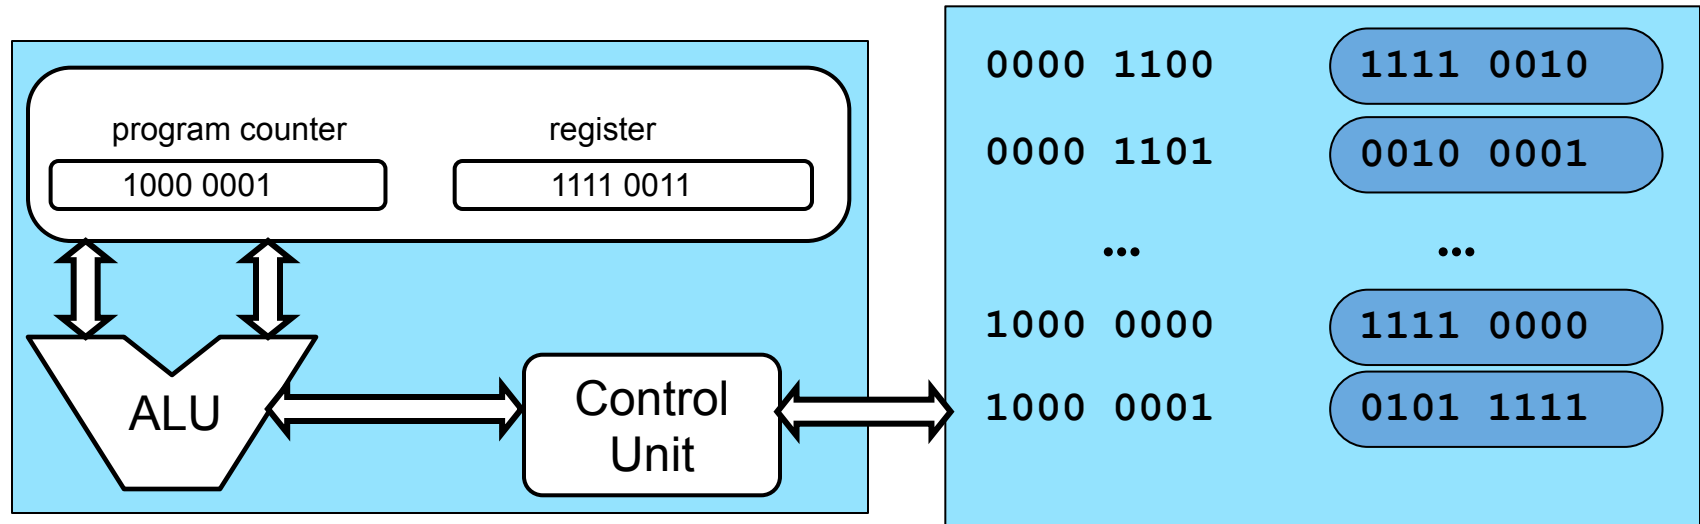 program counter register
1000 0001 1111 0011
ALU
Control
Unit
0000 1100 1111 0010
0000 1101 0010 0001
... ...
1000 0000 1111 0000
1000 0001 0101 1111